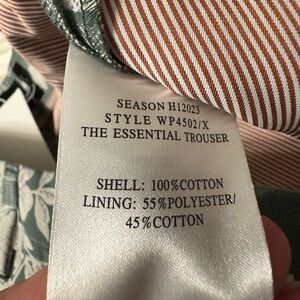 SEASON H12023
STYLE WP4502/X
THE ESSENTIAL TROUSER
SHELL: 100%COTTON
LINING: 55%POLYESTER/
45%COTTON